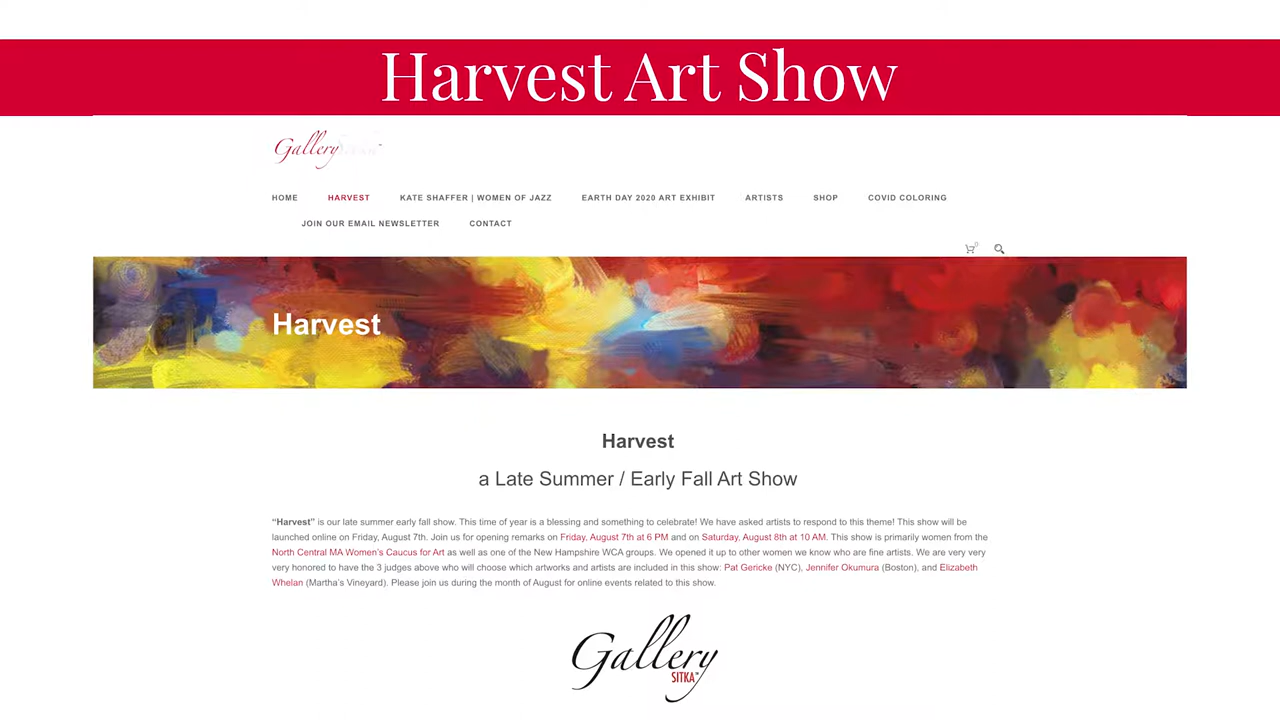 Harvest Art Show
Gallery
HOME HARVEST KATE SHAFFER | WOMEN OF JAZZ EARTH DAY 2020 ART EXHIBIT ARTISTS SHOP COVID COLORING
JOIN OUR EMAIL NEWSLETTER CONTACT
0
Harvest
Harvest
a Late Summer / Early Fall Art Show
“Harvest” is our late summer early fall show. This time of year is a blessing and something to celebrate! We have asked artists to respond to this theme! This show will be
launched online on Friday, August 7th. Join us for opening remarks on Friday, August 7th at 6 PM and on Saturday, August 8th at 10 AM. This show is primarily women from the
North Central MA Women's Caucus for Art as well as one of the New Hampshire WCA groups. We opened it up to other women we know who are fine artists. We are very very
very honored to have the 3 judges above who will choose which artworks and artists are included in this show: Pat Gericke (NYC), Jennifer Okumura (Boston), and Elizabeth
Whelan (Martha's Vineyard). Please join us during the month of August for online events related to this show.
Gallery
SITKA™